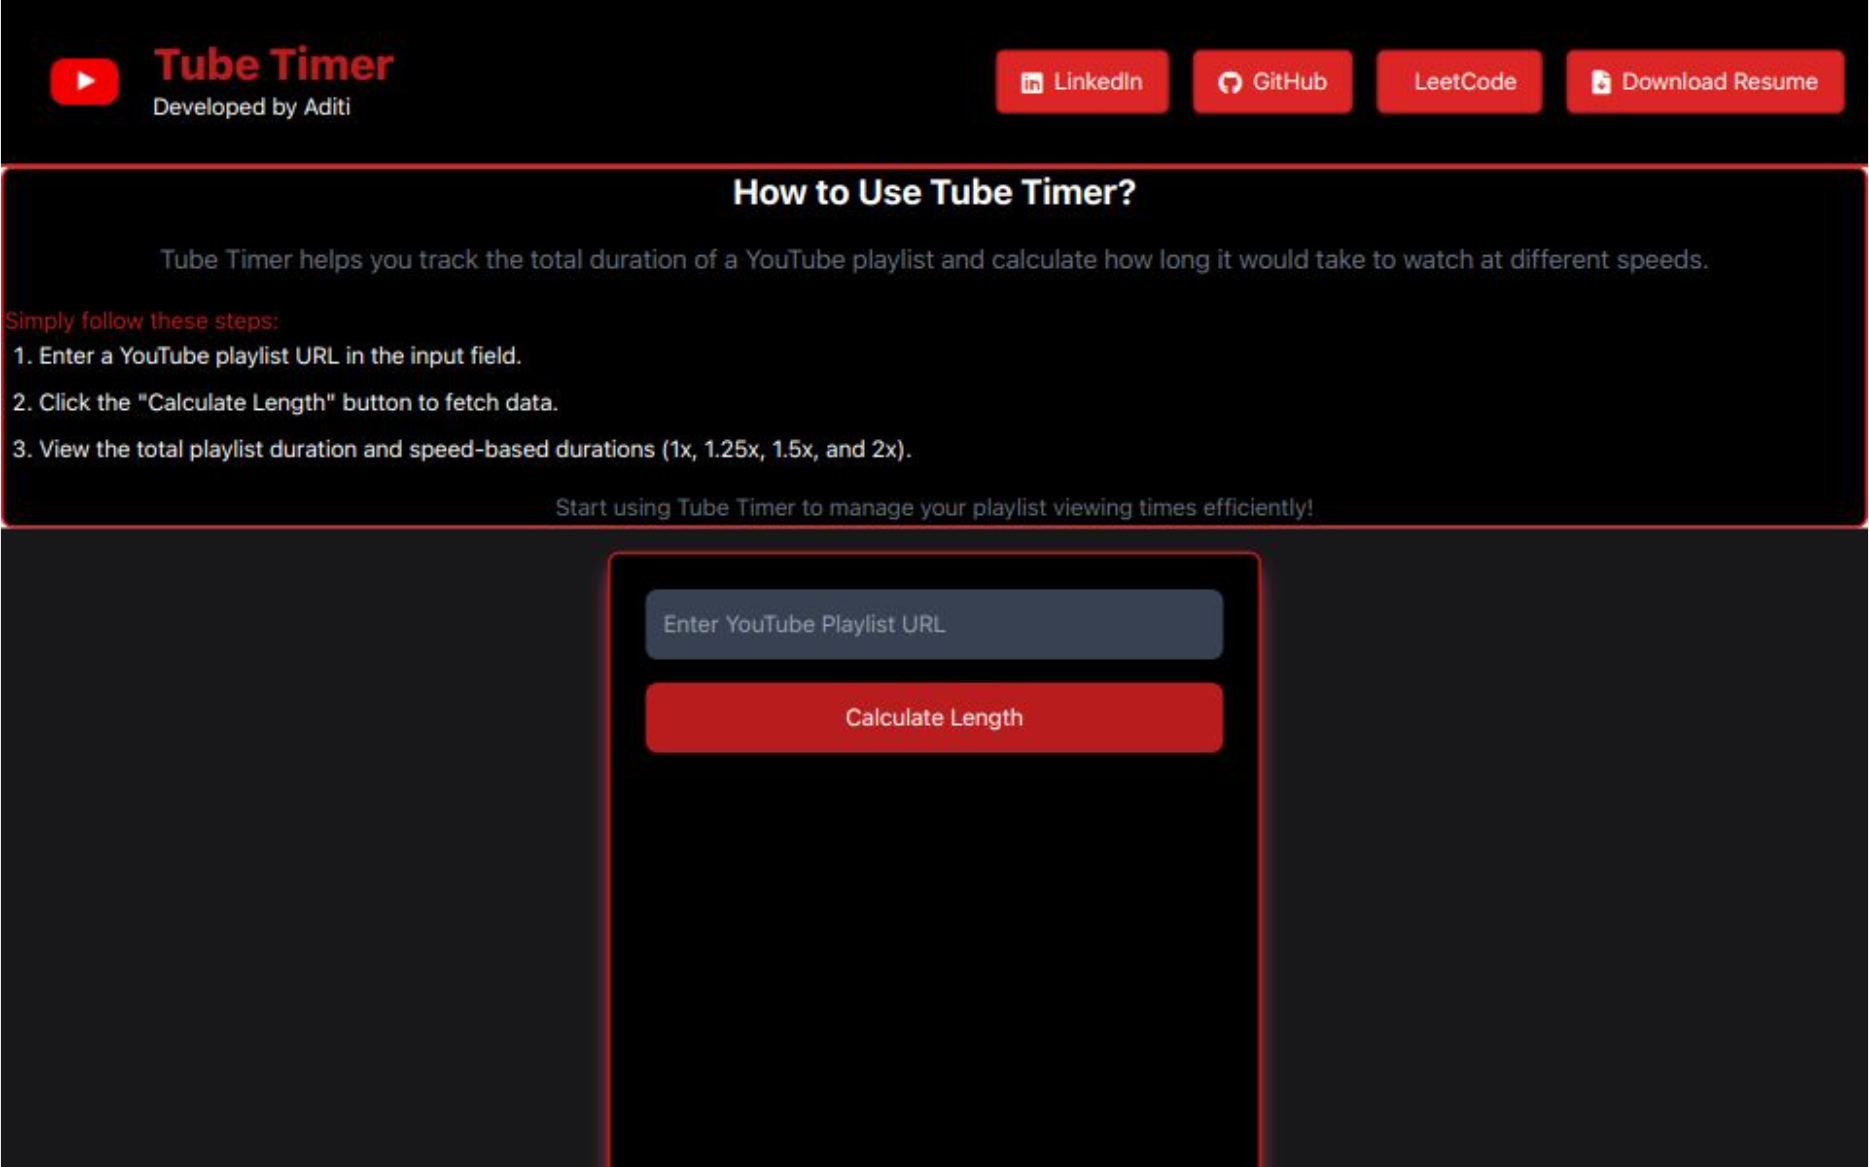 Tube Timer
Developed by Aditi
LinkedIn
GitHub
LeetCode
Download Resume
How to Use Tube Timer?
Tube Timer helps you track the total duration of a YouTube playlist and calculate how long it would take to watch at different speeds.
Simply follow these steps:
1. Enter a YouTube playlist URL in the input field.
2. Click the "Calculate Length" button to fetch data.
3. View the total playlist duration and speed-based durations (1x, 1.25x, 1.5x, and 2x).
Start using Tube Timer to manage your playlist viewing times efficiently!
Enter YouTube Playlist URL
Calculate Length